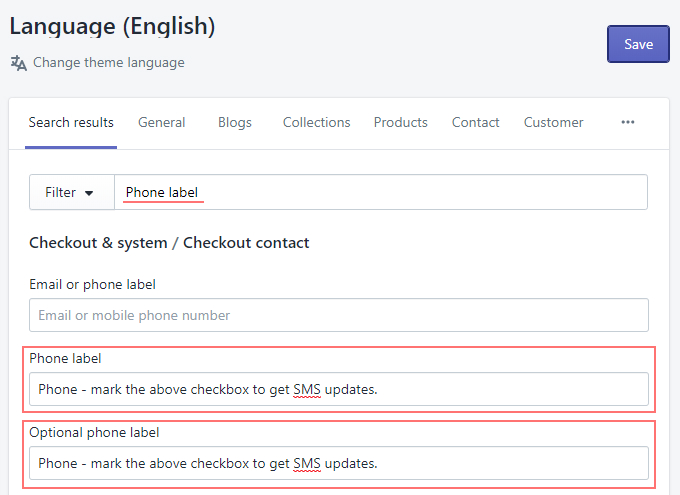 Language (English)
Save
Change theme language
Search results General Blogs Collections Products Contact Customer
Filter Phone label
Checkout & system / Checkout contact
Email or phone label
Email or mobile phone number
Phone label
Phone - mark the above checkbox to get SMS updates.
Optional phone label
Phone - mark the above checkbox to get SMS updates.